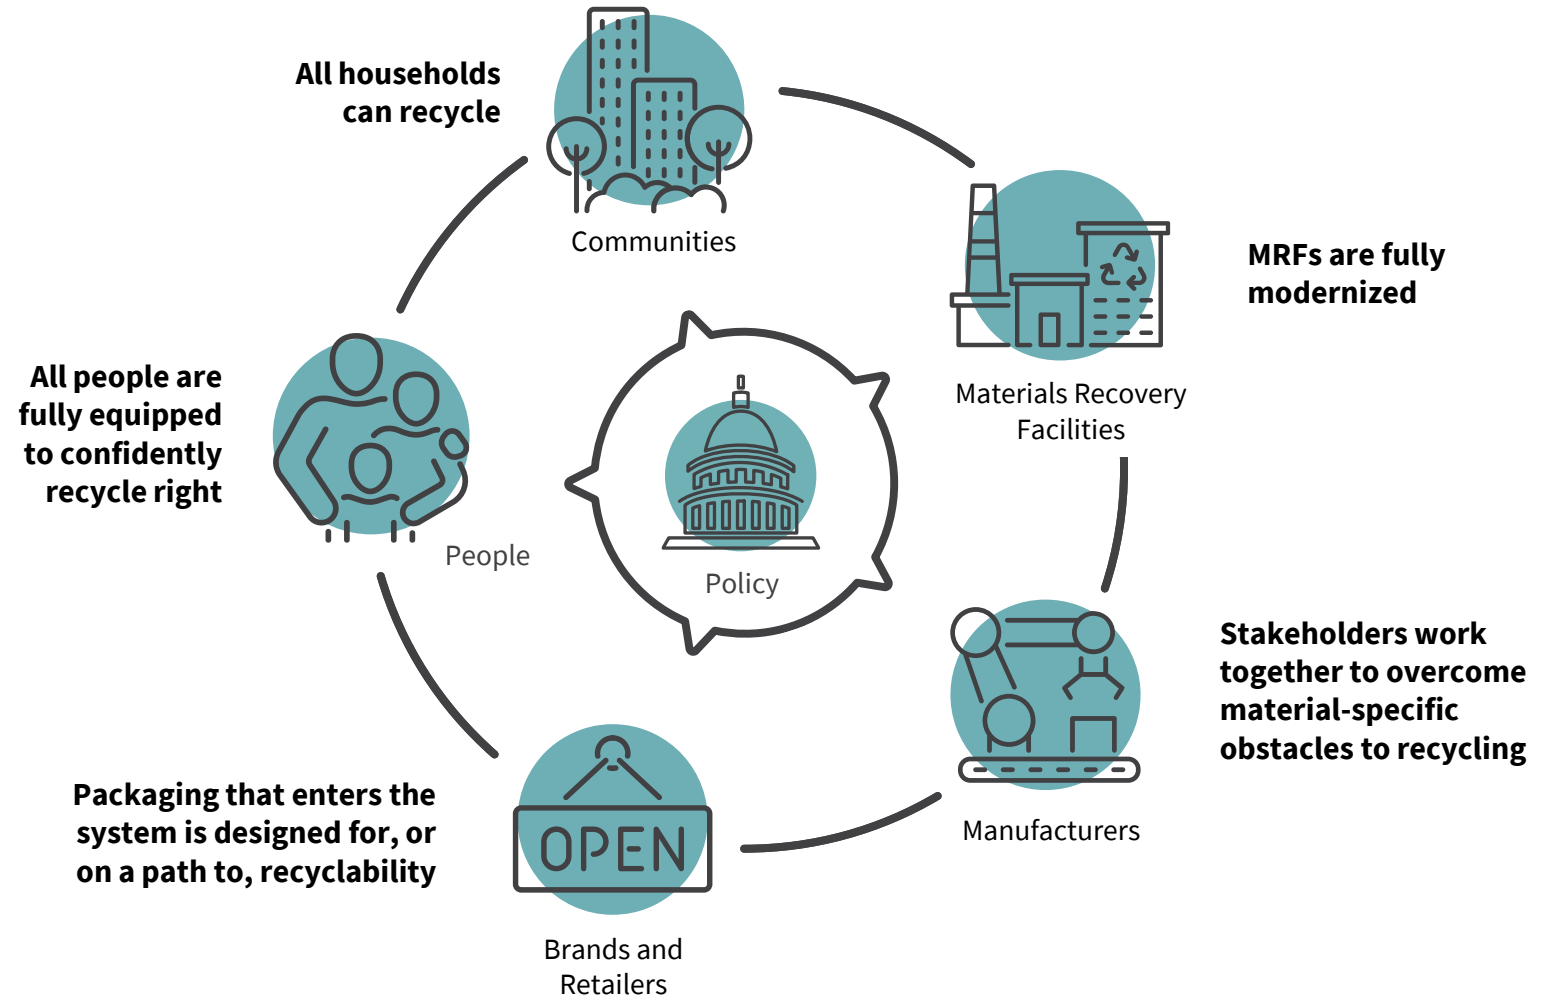 All households
can recycle
Communities
MRFs are fully
modernized
Materials Recovery
Facilities
All people are
fully equipped
to confidently
recycle right
People
Policy
Stakeholders work
together to overcome
material-specific
obstacles to recycling
Manufacturers
Packaging that enters the
system is designed for, or
on a path to, recyclability
OPEN
Brands and
Retailers